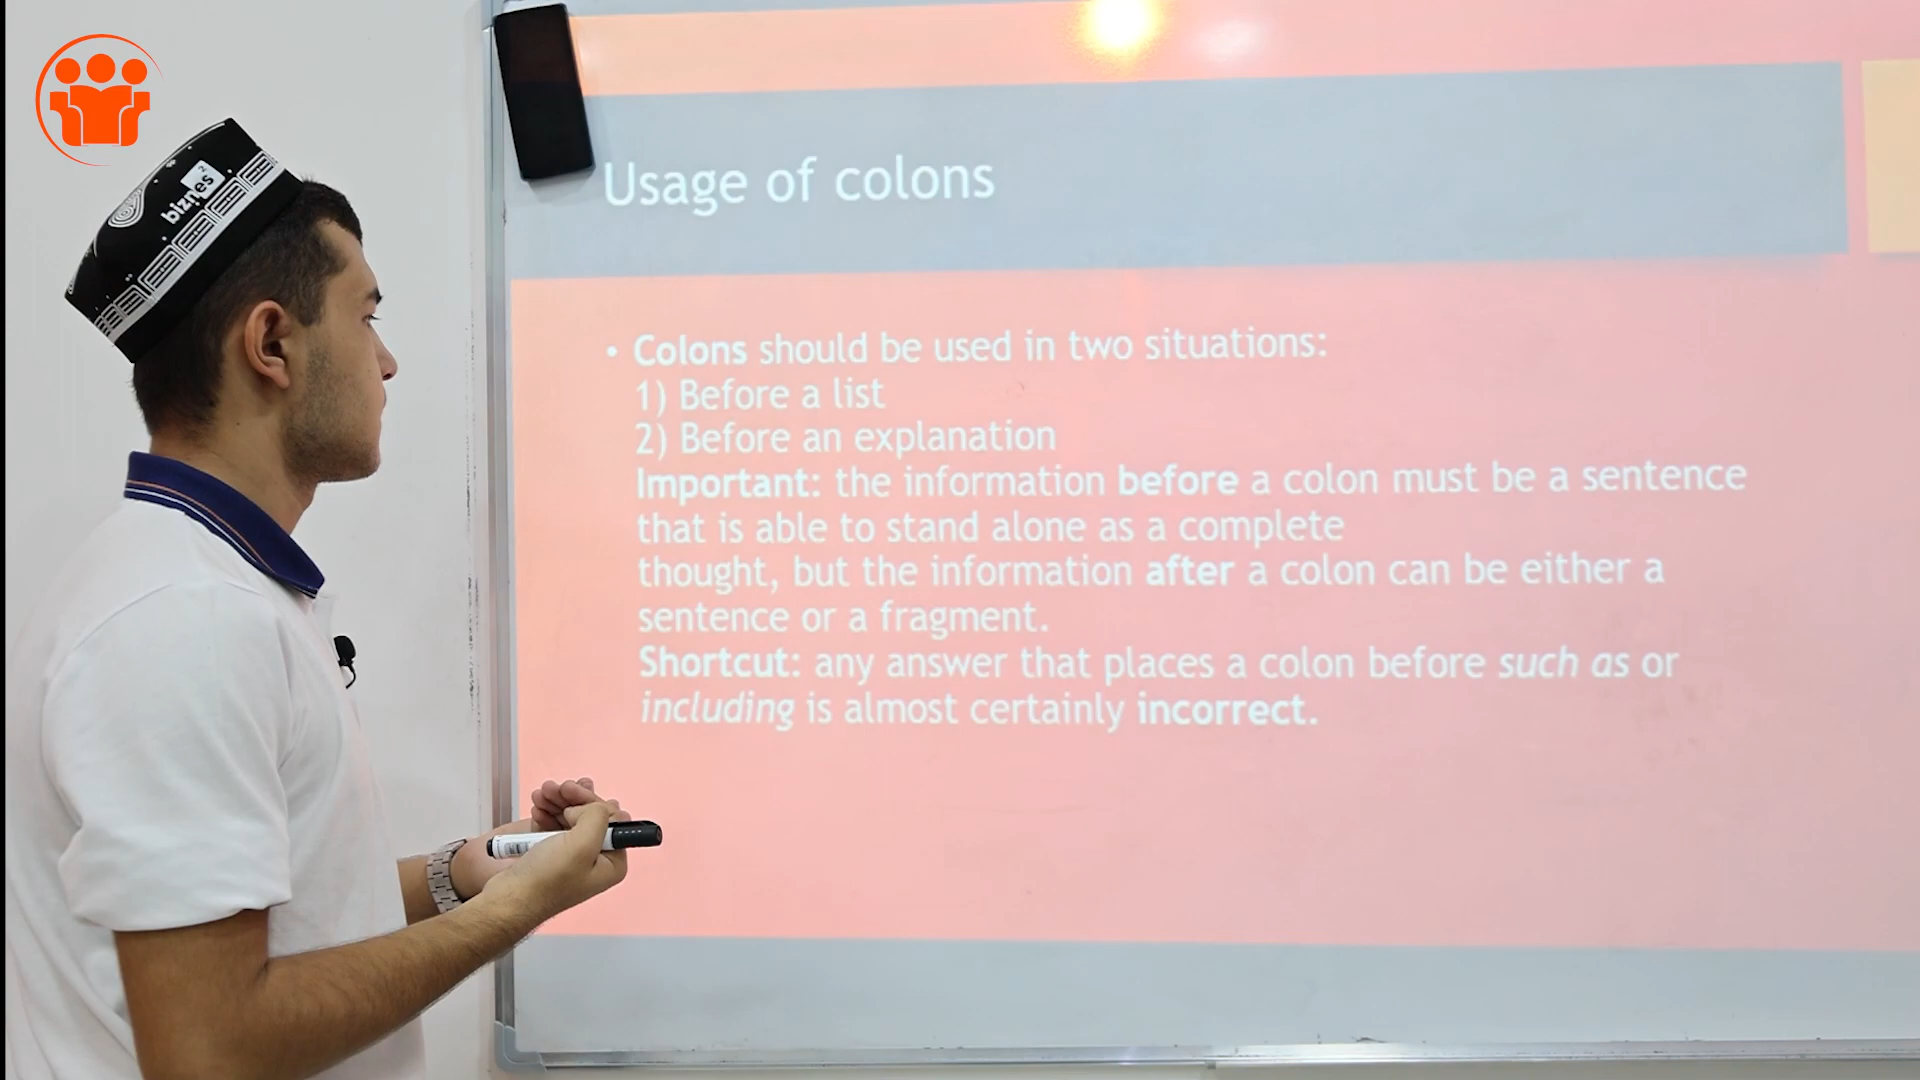 biznes²
Usage of colons
• Colons should be used in two situations:
1) Before a list
2) Before an explanation
Important: the information before a colon must be a sentence
that is able to stand alone as a complete
thought, but the information after a colon can be either a
sentence or a fragment.
Shortcut: any answer that places a colon before such as or
including is almost certainly incorrect.